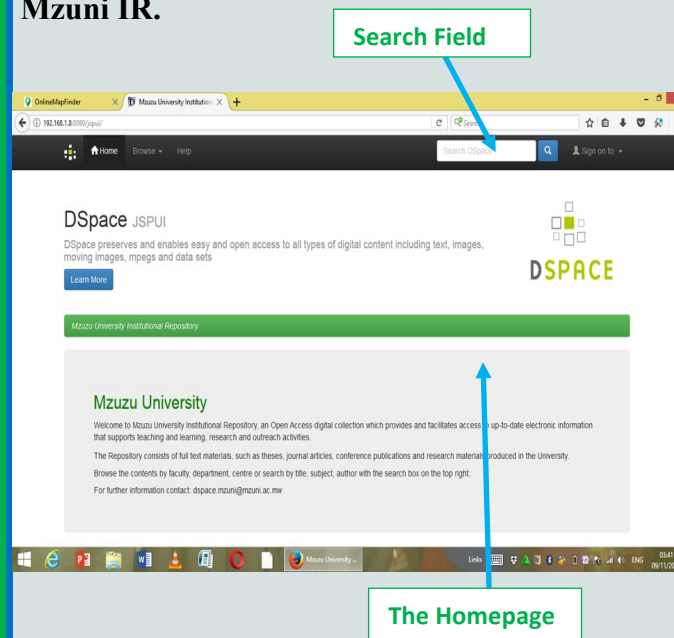 Mzuni IR.
Search Field
OnlineMapFinder
Mzuzu University Institution
192.168.1.8:8080/jspui/
Search
Home Browse Help
Search DSpace
Sign on to:
DSpace JSPUI
DSpace preserves and enables easy and open access to all types of digital content including text, images,
moving images, mpegs and data sets
Learn More
DSPACE
Mzuzu University Institutional Repository
Mzuzu University
Welcome to Mzuzu University Institutional Repository, an Open Access digital collection which provides and facilitates access to up-to-date electronic information
that supports teaching and learning, research and outreach activities.
The Repository consists of full text materials, such as theses, journal articles, conference publications and research materials produced in the University.
Browse the contents by faculty, department, centre or search by title, subject, author with the search box on the top right.
For further information contact: dspace.mzuni@mzuni.ac.mw
Mzuzu University ...
Links
ENG
03:41
09/11/20
The Homepage